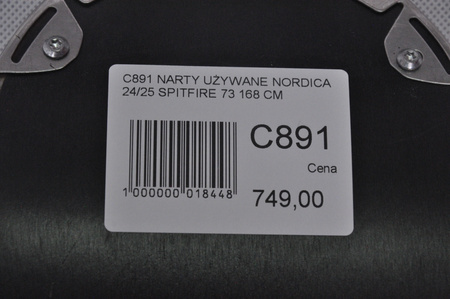 C891 NARTY UŻYWANE NORDICA
24/25 SPITFIRE 73 168 CM
C891
Cena
1 000000 018448
749,00